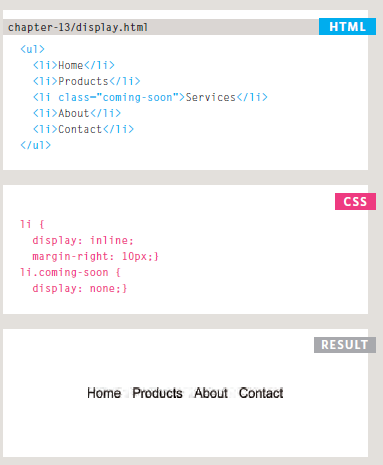 chapter-13/display.html
HTML
<ul>
<li>Home</li>
<li>Products</li>
<li class="coming-soon">Services</li>
<li>About</li>
<li>Contact</li>
</ul>
CSS
li {
display: inline;
margin-right: 10px;}
li.coming-soon {
display: none;}
RESULT
Home Products About Contact